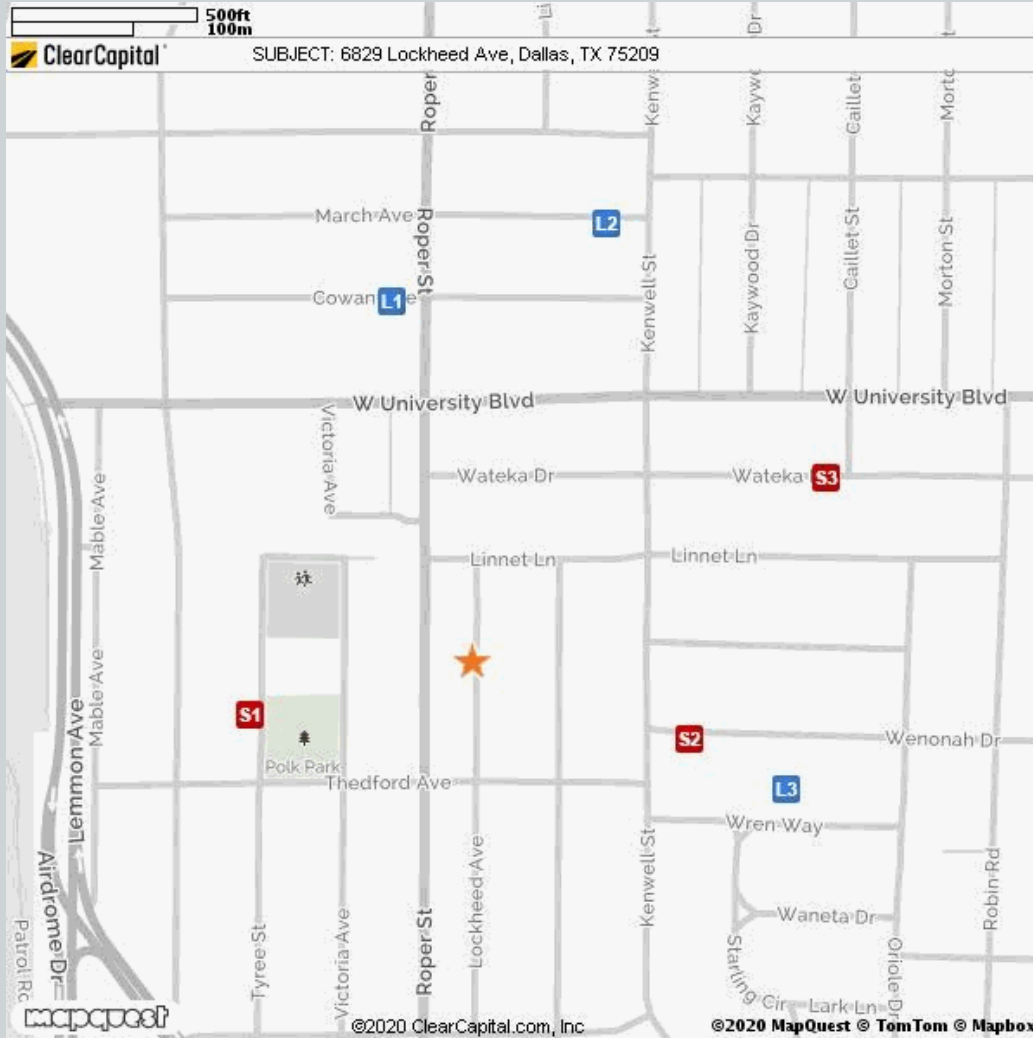 500ft
100m
ClearCapital
SUBJECT: 6829 Lockheed Ave, Dallas, TX 75209
Roper
Kenwell St
Kaywood Dr
Caillet
March Ave
Roper St
L2
Cowan
L1
Kenwell St
Kaywood Dr
Caillet St
Morton St
W University Blvd
W University Blvd
Victoria Ave
Wateka Dr
Wateka
S3
Mable Ave
Linnet Ln
Linnet Ln
Mable Ave
S1
S2
Wenonah Dr
Polk Park
Thedford Ave
L3
Wren Way
Lemmon Ave
Airdrome Dr
Patrol
Tyree St
Victoria Ave
Roper St
Lockheed Ave
Kenwell St
Waneta Dr
Starling Cir
Lark Ln
Oriole Dr
Robin Rd
mapquest
©2020 ClearCapital.com, Inc
©2020 MapQuest © TomTom © Mapbox